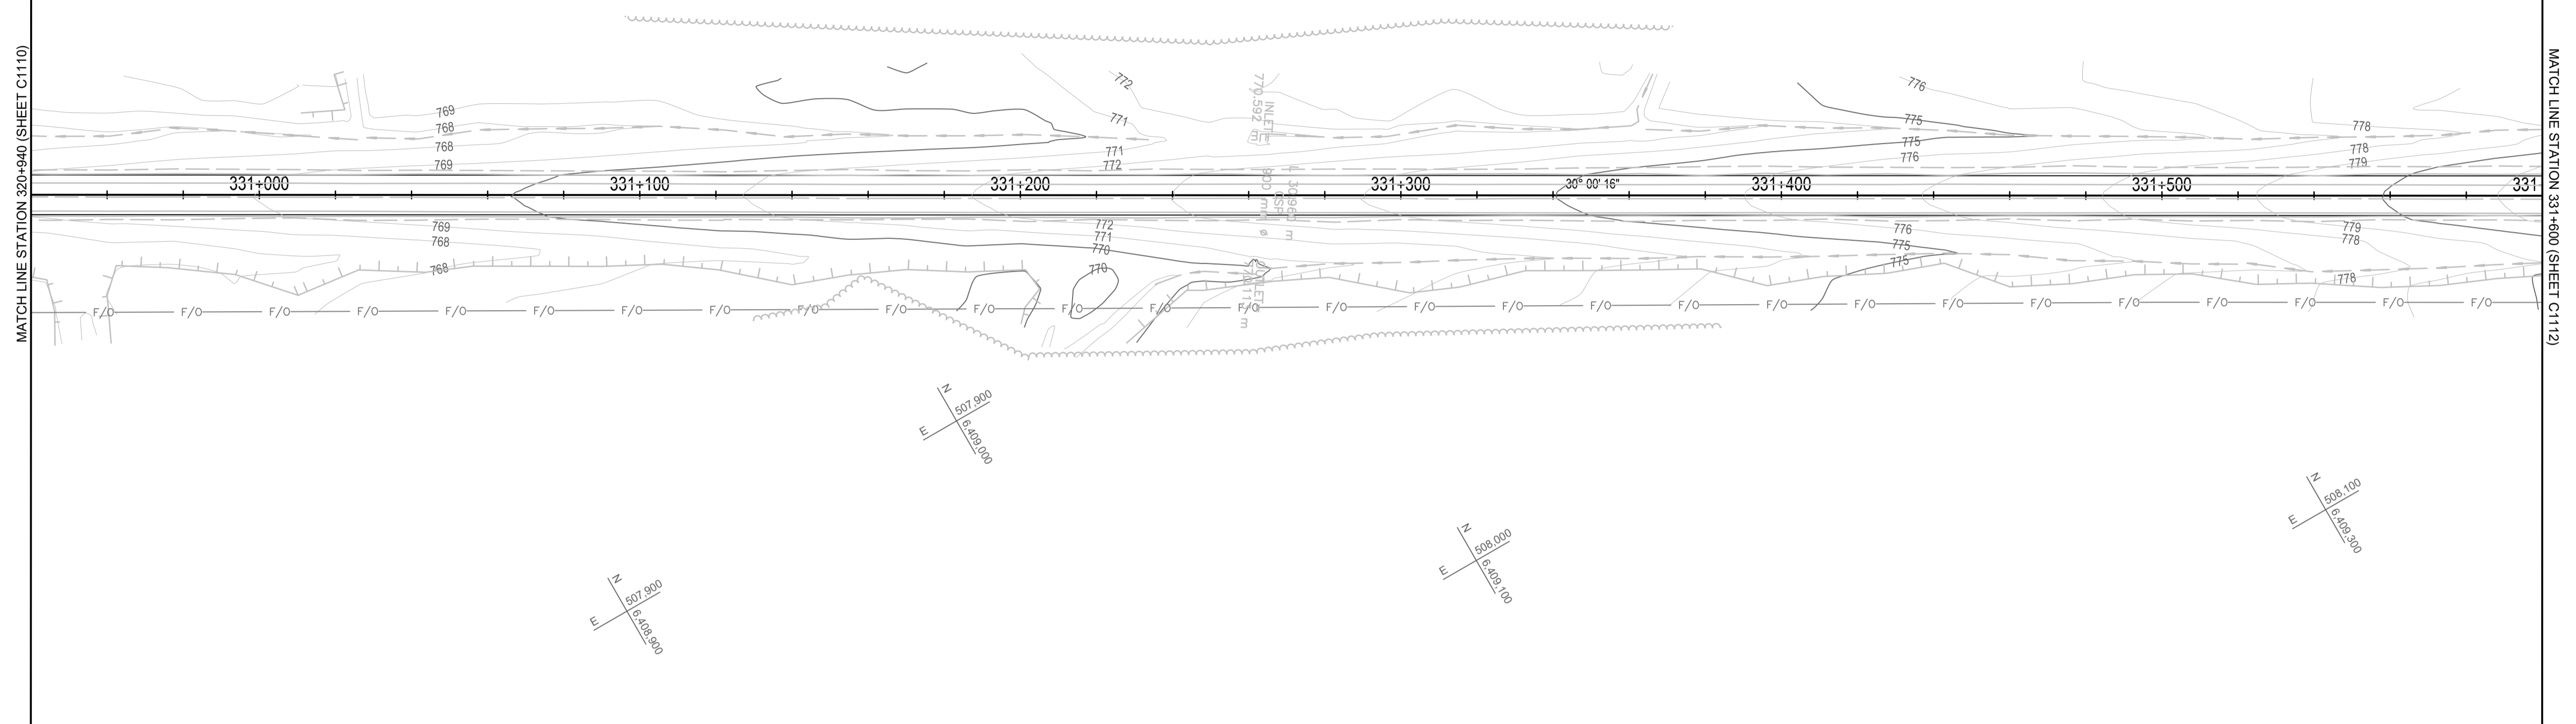 MATCH LINE STATION 320+940 (SHEET C1110)
MATCH LINE STATION 331+600 (SHEET C1112)
769
768
768
769
772
771
771
772
INLET
770.592 m
776
775
775
776
778
778
779
331+000
331+100
331+200
331+300
30° 00' 16"
331+400
331+500
331
900 mm ø
CSP
769
768
768
772
771
770
770
OUTLET
776
775
775
779
778
778
F/O F/O F/O F/O F/O F/O F/O F/O F/O F/O F/O F/O F/O F/O F/O F/O F/O F/O F/O F/O F/O F/O F/O F/O F/O F/O F/O F/O
N
507,900
E
6,409,000
N
508,100
E
6,409,300
N
508,000
E
6,409,100
N
507,900
E
6,408,900